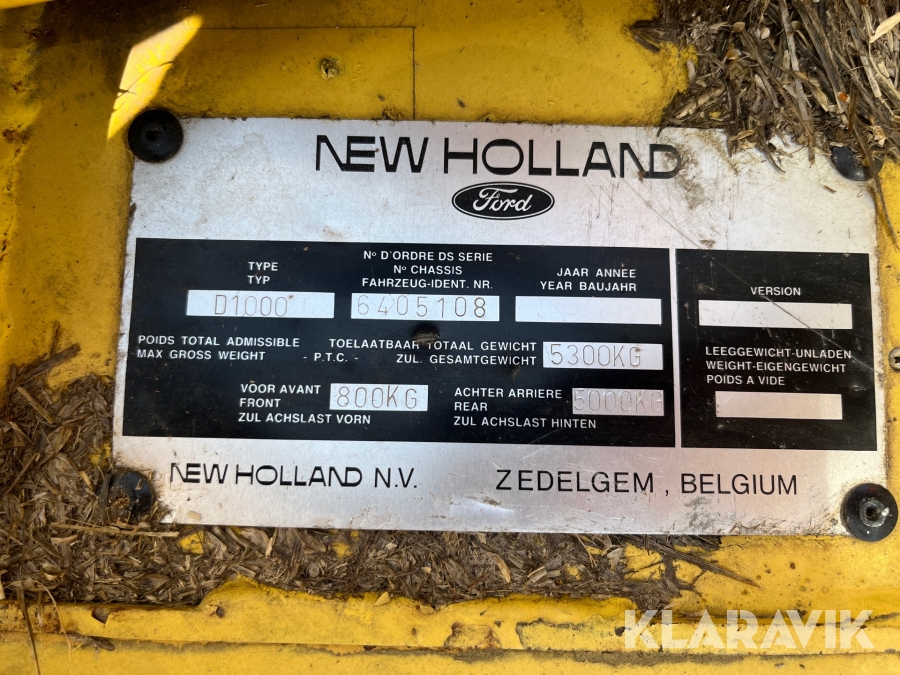 NEW HOLLAND
Ford
TYPE
TYP
D1000
Nº D'ORDRE DS SERIE
Nº CHASSIS
FAHRZEUG-IDENT. NR.
6405108
JAAR ANNEE
YEAR BAUJAHR
VERSION
POIDS TOTAL ADMISSIBLE TOELAATBAAR TOTAAL GEWICHT
MAX GROSS WEIGHT - P.T.C. - ZUL. GESAMTGEWICHT
5300KG
LEEGGEWICHT-UNLADEN
WEIGHT-EIGENGEWICHT
POIDS A VIDE
VOOR AVANT
FRONT
ZUL ACHSLAST VORN
800KG
ACHTER ARRIERE
REAR
ZUL ACHSLAST HINTEN
5000KG
NEW HOLLAND N.V. ZEDELGEM, BELGIUM
KLARAVIK